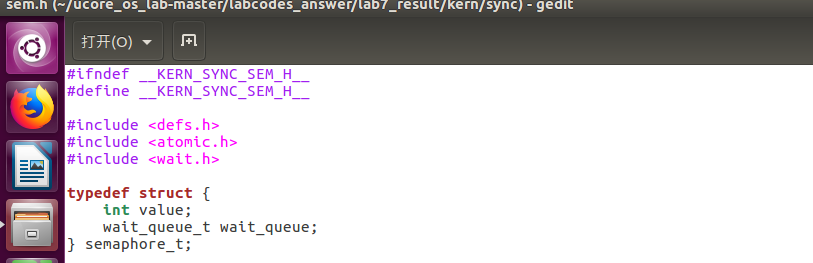 sem.h (~/ucore_os_lab-master/labcodes_answer/lab7_result/kern/sync) - gedit
打开(O)
#ifndef __KERN_SYNC_SEM_H__
#define __KERN_SYNC_SEM_H__

#include <defs.h>
#include <atomic.h>
#include <wait.h>

typedef struct {
    int value;
    wait_queue_t wait_queue;
} semaphore_t;